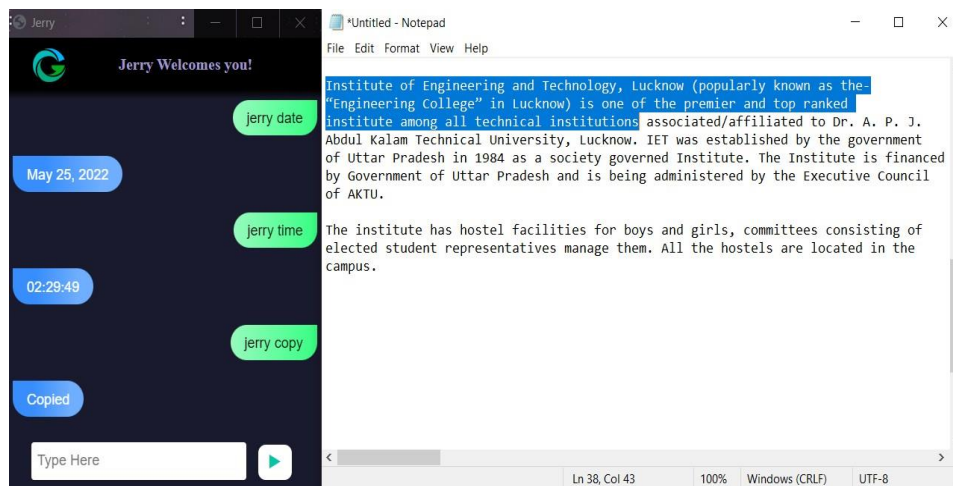 Jerry
Jerry Welcomes you!
jerry date
May 25, 2022
jerry time
02:29:49
jerry copy
Copied
Type Here
*Untitled - Notepad
File Edit Format View Help
Institute of Engineering and Technology, Lucknow (popularly known as the-
“Engineering College” in Lucknow) is one of the premier and top ranked
institute among all technical institutions associated/affiliated to Dr. A. P. J.
Abdul Kalam Technical University, Lucknow. IET was established by the government
of Uttar Pradesh in 1984 as a society governed Institute. The Institute is financed
by Government of Uttar Pradesh and is being administered by the Executive Council
of AKTU.
The institute has hostel facilities for boys and girls, committees consisting of
elected student representatives manage them. All the hostels are located in the
campus.
Ln 38, Col 43 100% Windows (CRLF) UTF-8